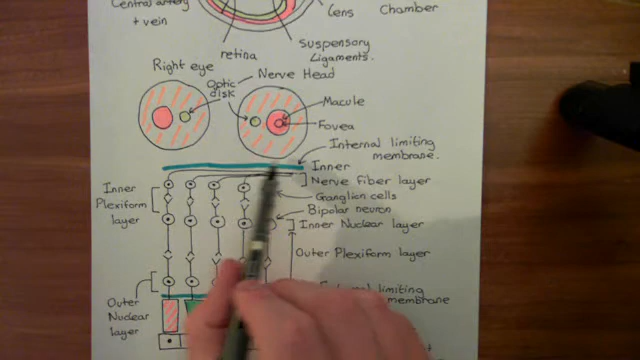 Central artery
+ vein
Lens
Chamber
retina
Suspensory
Ligaments.
Right eye
Optic
disk
Nerve Head
Macule
Fovea
Internal limiting
membrane.
Inner
Nerve fiber layer
Ganglion cells
Bipolar neuron
Inner
Plexiform
layer
Inner Nuclear layer
Outer Plexiform layer
External limiting
membrane
Outer
Nuclear
layer